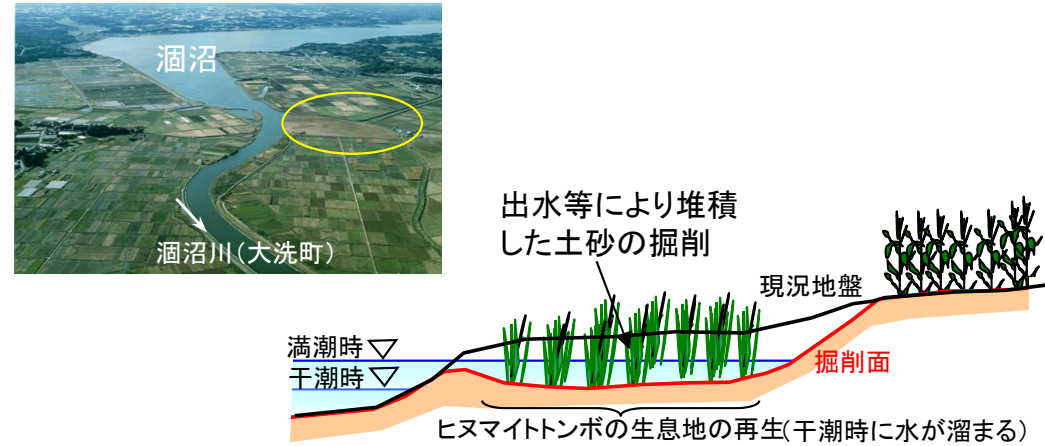 涸沼
涸沼川(大洗町)
出水等により堆積
した土砂の掘削
現況地盤
満潮時
干潮時
掘削面
ヒヌマイトトンボの生息地の再生(干潮時に水が溜まる)